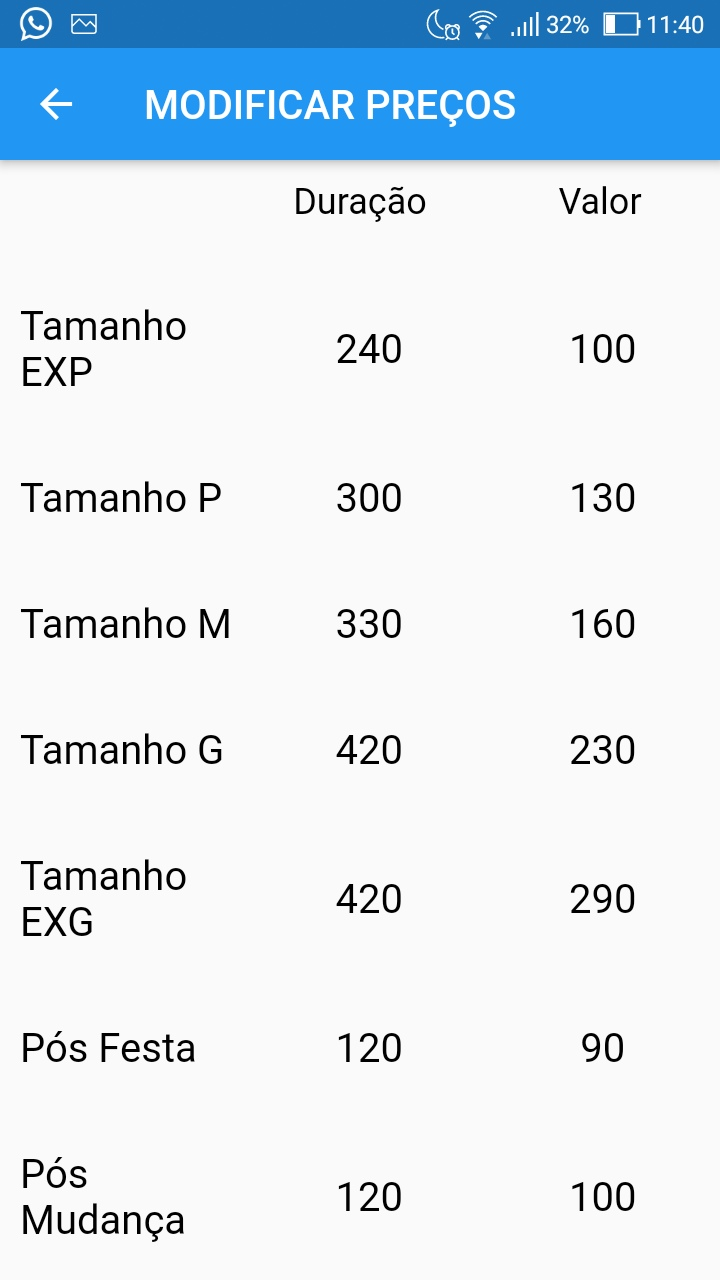 32% 11:40
MODIFICAR PREÇOS
Duração Valor
Tamanho
EXP 240 100
Tamanho P 300 130
Tamanho M 330 160
Tamanho G 420 230
Tamanho
EXG 420 290
Pós Festa 120 90
Pós
Mudança 120 100